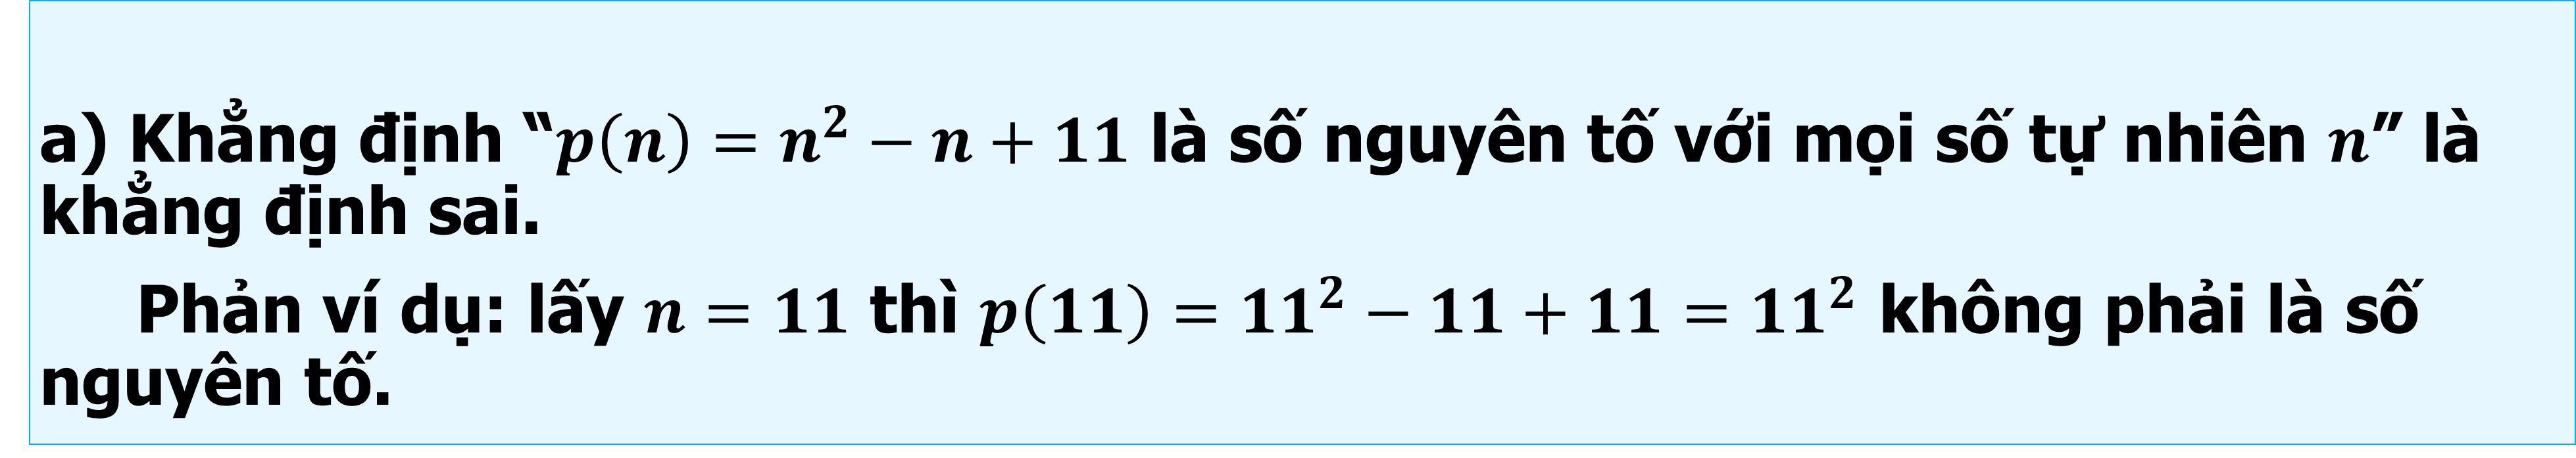 a) Khẳng định “p(n) = n² − n + 11 là số nguyên tố với mọi số tự nhiên n” là
khẳng định sai.
Phản ví dụ: lấy n = 11 thì p(11) = 11² − 11 + 11 = 11² không phải là số
nguyên tố.